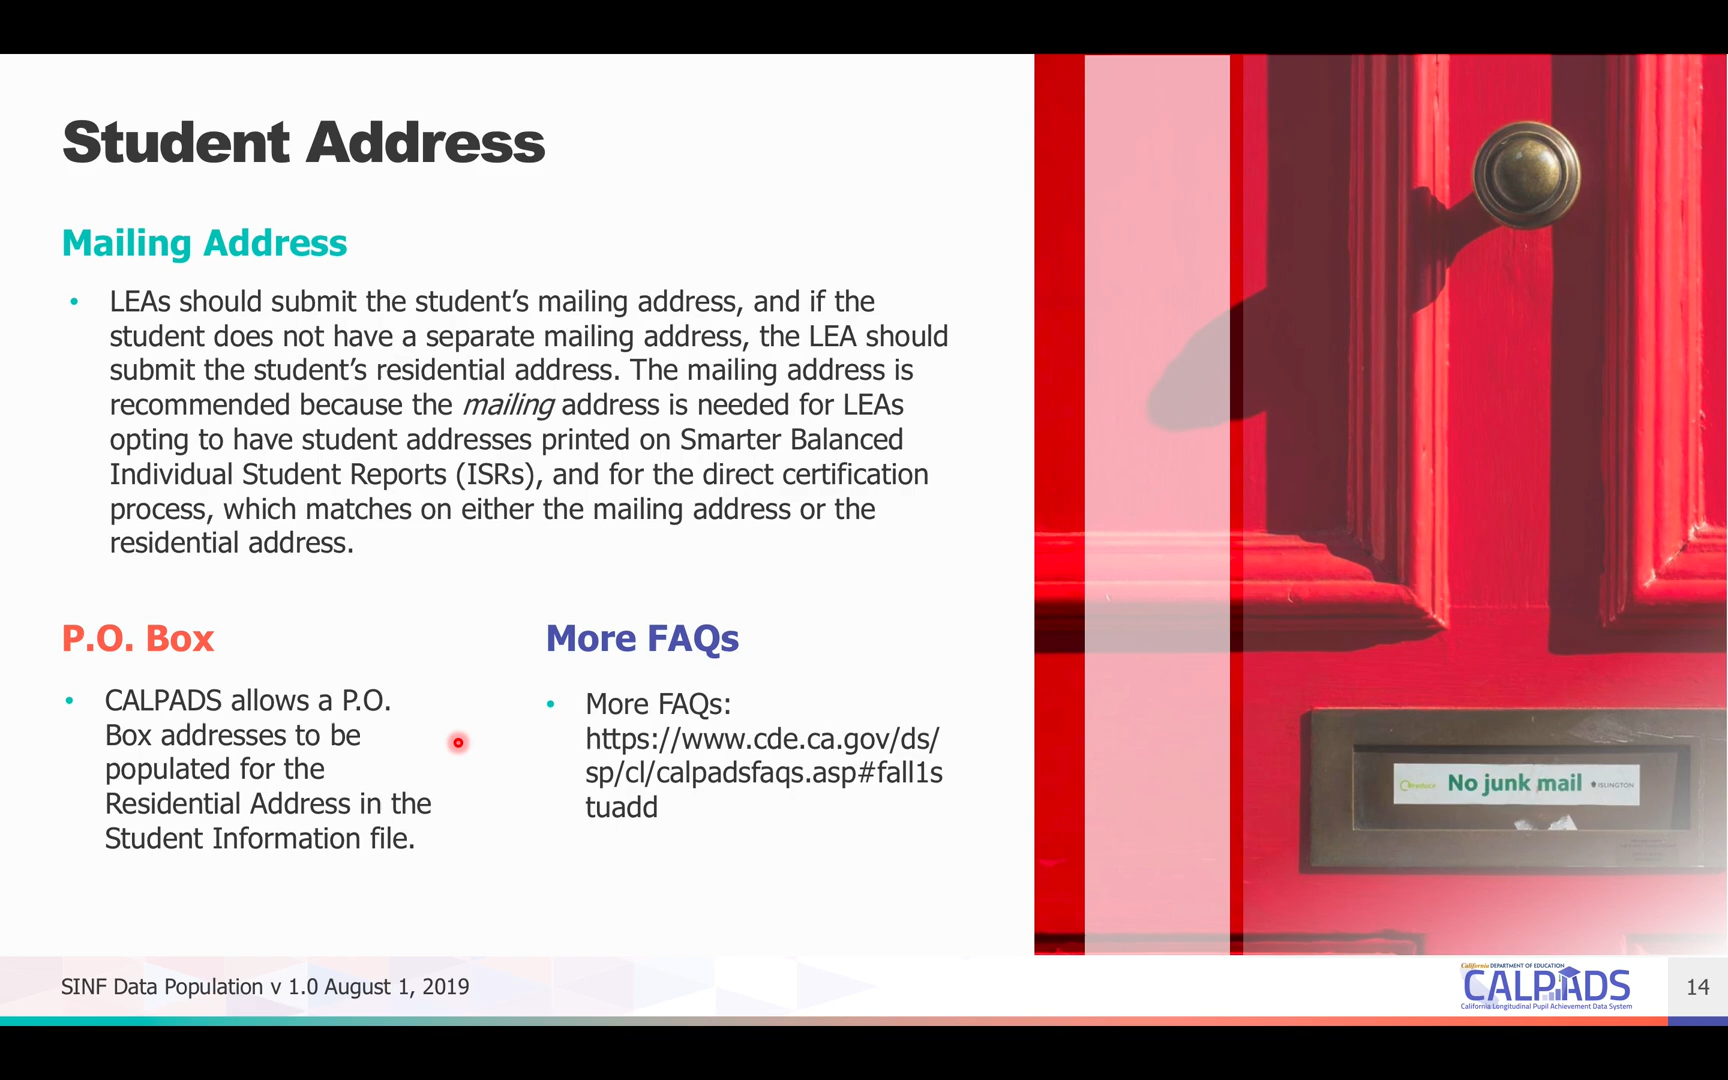 Student Address
Mailing Address
• LEAs should submit the student’s mailing address, and if the
student does not have a separate mailing address, the LEA should
submit the student’s residential address. The mailing address is
recommended because the mailing address is needed for LEAs
opting to have student addresses printed on Smarter Balanced
Individual Student Reports (ISRs), and for the direct certification
process, which matches on either the mailing address or the
residential address.
P.O. Box
• CALPADS allows a P.O.
Box addresses to be
populated for the
Residential Address in the
Student Information file.
More FAQs
• More FAQs:
https://www.cde.ca.gov/ds/
sp/cl/calpadsfaqs.asp#fall1s
tuadd
No junk mail
ISLINGTON
SINF Data Population v 1.0 August 1, 2019
California DEPARTMENT OF EDUCATION
CALPADS
California Longitudinal Pupil Achievement Data System
14